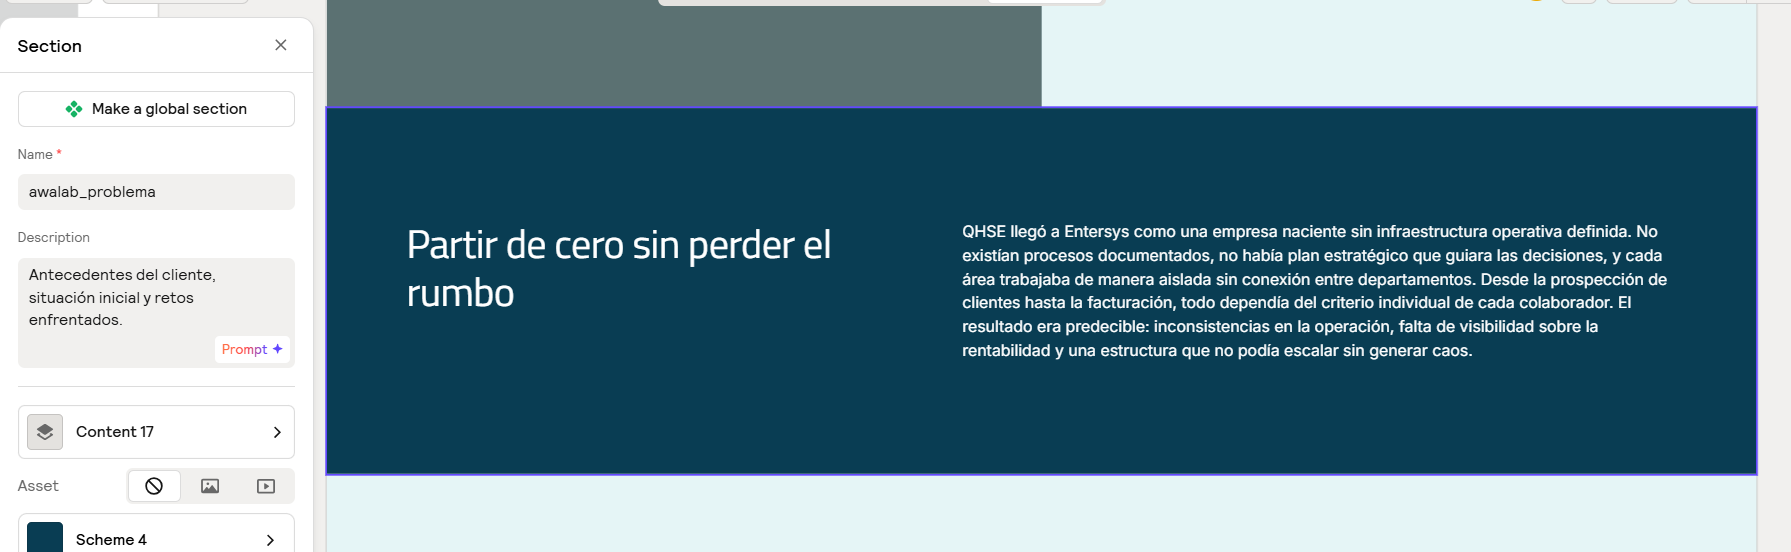 Section
Make a global section
Name *
awalab_problema
Description
Antecedentes del cliente,
situación inicial y retos
enfrentados.
Prompt
Content 17
Asset
Scheme 4
Partir de cero sin perder el
rumbo
QHSE llegó a Entersys como una empresa naciente sin infraestructura operativa definida. No
existían procesos documentados, no había plan estratégico que guiara las decisiones, y cada
área trabajaba de manera aislada sin conexión entre departamentos. Desde la prospección de
clientes hasta la facturación, todo dependía del criterio individual de cada colaborador. El
resultado era predecible: inconsistencias en la operación, falta de visibilidad sobre la
rentabilidad y una estructura que no podía escalar sin generar caos.